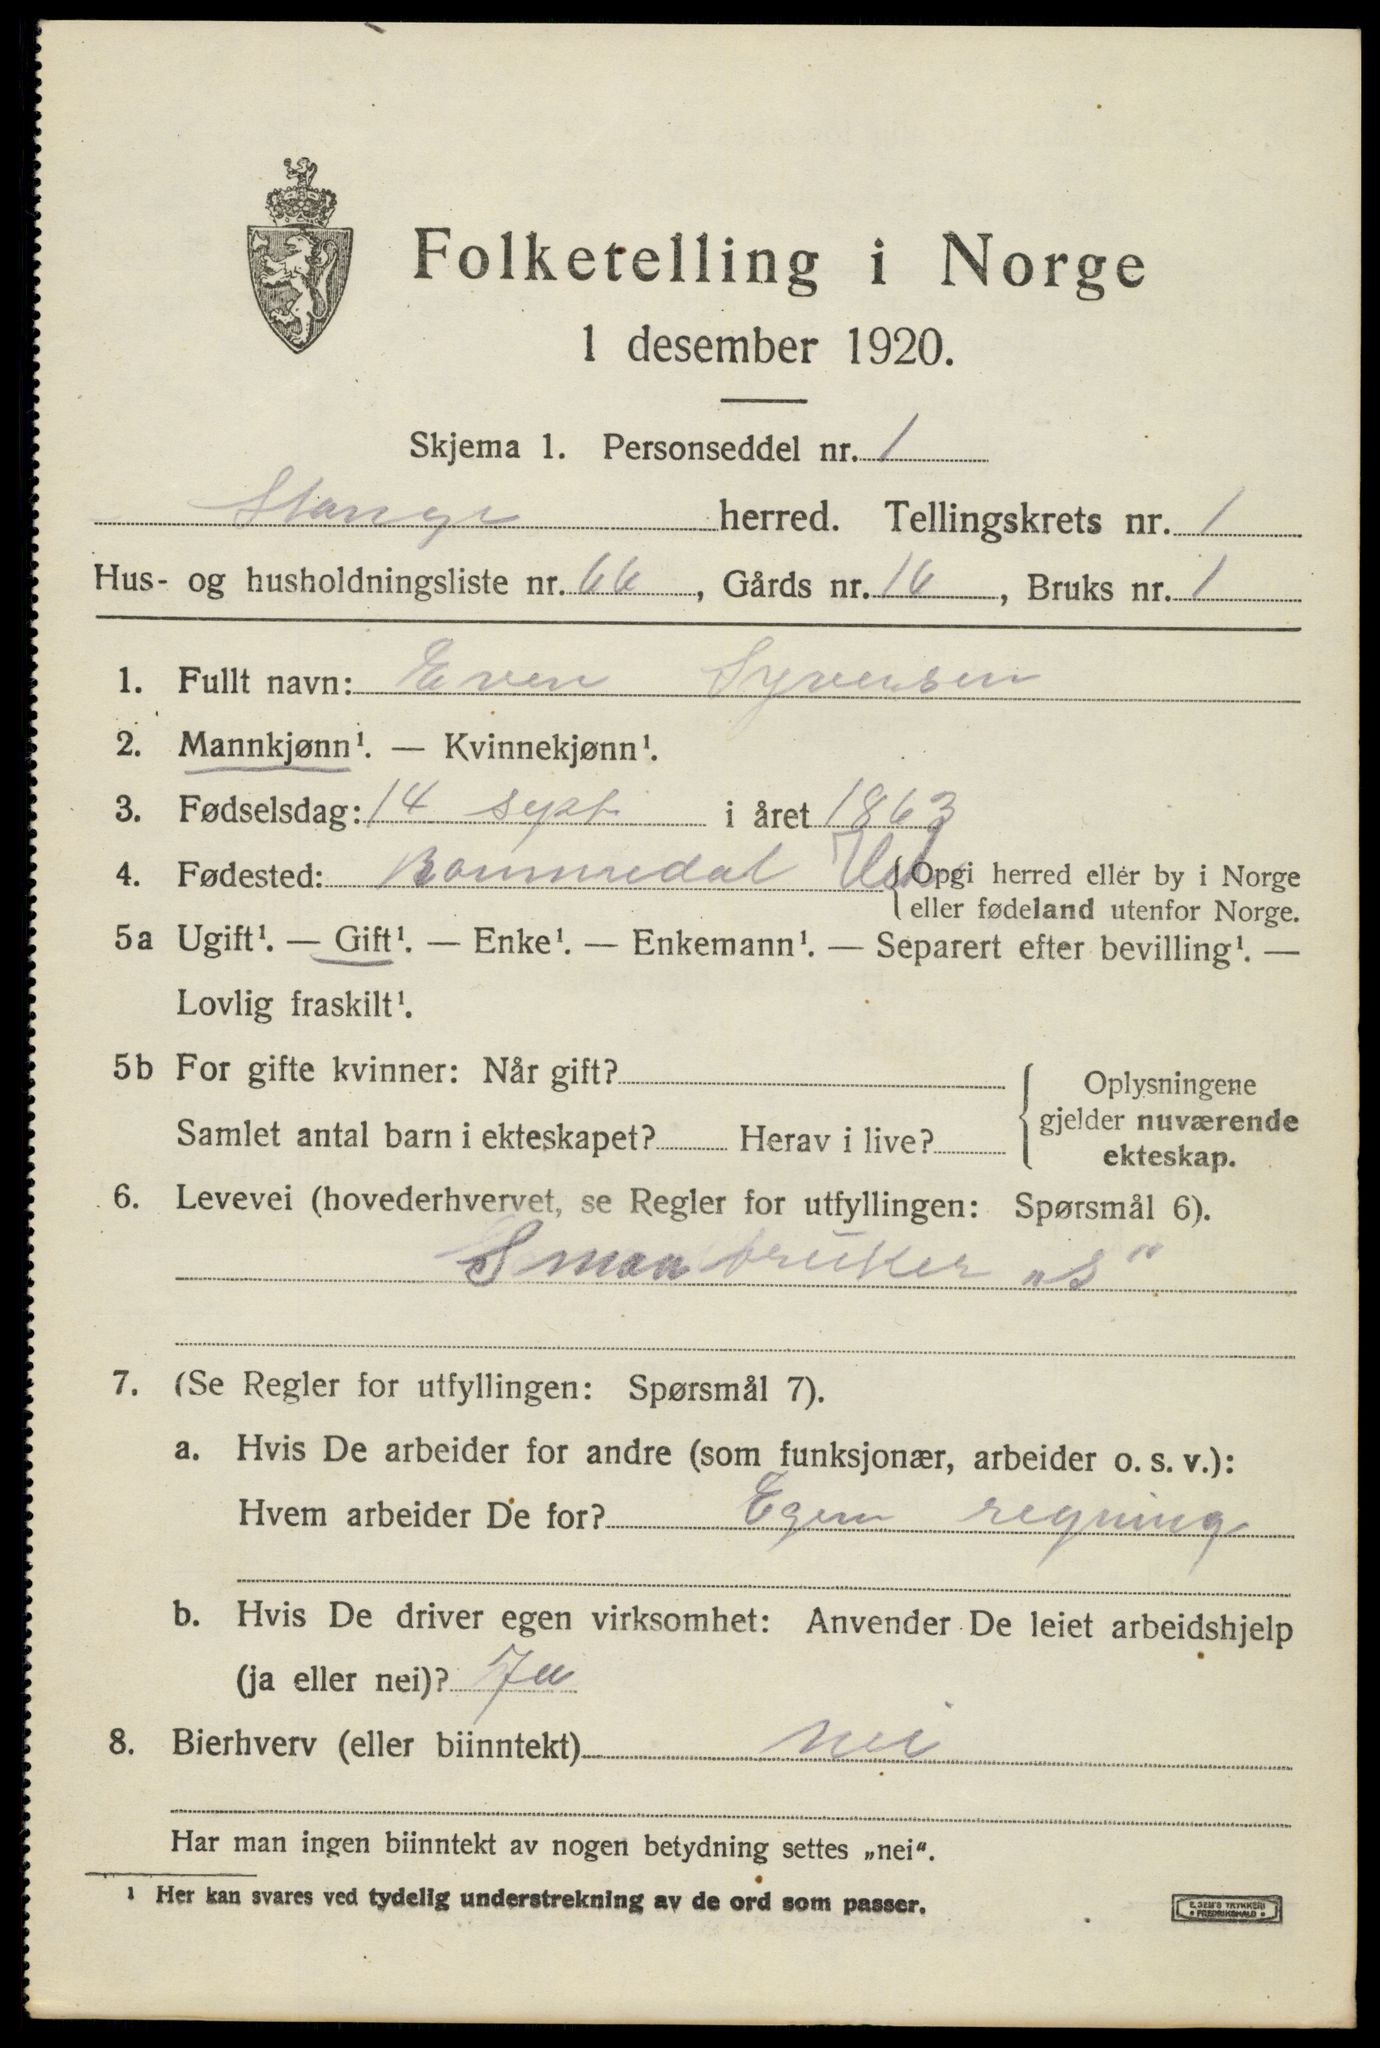 Folketelling i Norge
1 desember 1920.
Skjema 1. Personseddel nr. 1
Stange herred. Tellingskrets nr. 1
Hus- og husholdningsliste nr. 66, Gårds nr. 16, Bruks nr. 1
1. Fullt navn: Even Syversen
2. Mannkjønn¹. — Kvinnekjønn¹.
3. Fødselsdag: 14 sept. i året 1863
4. Fødested: Rommedal {Opgi herred eller by i Norge
eller fødeland utenfor Norge.
5a Ugift¹. — Gift¹. — Enke¹. — Enkemann¹. — Separert efter bevilling¹. —
Lovlig fraskilt¹.
5b For gifte kvinner: Når gift? { Oplysningene
gjelder nuværende
Samlet antal barn i ekteskapet? Herav i live?
ekteskap.
6. Levevei (hovederhvervet, se Regler for utfyllingen: Spørsmål 6).
Smaabruker „S"
7. (Se Regler for utfyllingen: Spørsmål 7).
a. Hvis De arbeider for andre (som funksjonær, arbeider o. s. v.):
Hvem arbeider De for? Egen regning
b. Hvis De driver egen virksomhet: Anvender De leiet arbeidshjelp
(ja eller nei)? Ja
8. Bierhverv (eller biinntekt) nei
Har man ingen biinntekt av nogen betydning settes „nei“.
¹ Her kan svares ved tydelig understrekning av de ord som passer.
E. SEM'S TRYKKERI
• FREDRIKSHALD •